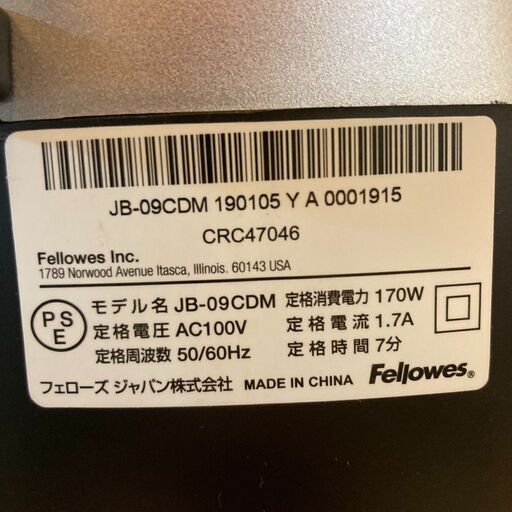 JB-09CDM 190105 Y A 0001915
CRC47046
Fellowes Inc.
1789 Norwood Avenue Itasca, Illinois. 60143 USA
PSE
モデル名 JB-09CDM 定格消費電力 170W
定格電圧 AC100V 定格電流 1.7A
定格周波数 50/60Hz 定格時間 7分
フェローズ ジャパン株式会社 MADE IN CHINA Fellowes®